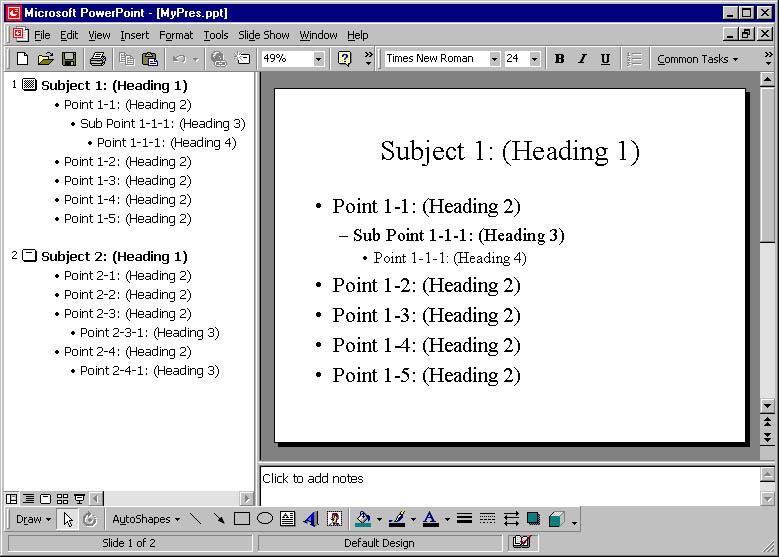 Microsoft PowerPoint - [MyPres.ppt]
File Edit View Insert Format Tools Slide Show Window Help
49% Times New Roman 24 B I U Common Tasks
1 Subject 1: (Heading 1)
• Point 1-1: (Heading 2)
• Sub Point 1-1-1: (Heading 3)
• Point 1-1-1: (Heading 4)
• Point 1-2: (Heading 2)
• Point 1-3: (Heading 2)
• Point 1-4: (Heading 2)
• Point 1-5: (Heading 2)
2 Subject 2: (Heading 1)
• Point 2-1: (Heading 2)
• Point 2-2: (Heading 2)
• Point 2-3: (Heading 2)
• Point 2-3-1: (Heading 3)
• Point 2-4: (Heading 2)
• Point 2-4-1: (Heading 3)
Subject 1: (Heading 1)
• Point 1-1: (Heading 2)
– Sub Point 1-1-1: (Heading 3)
• Point 1-1-1: (Heading 4)
• Point 1-2: (Heading 2)
• Point 1-3: (Heading 2)
• Point 1-4: (Heading 2)
• Point 1-5: (Heading 2)
Click to add notes
Draw AutoShapes A A
Slide 1 of 2 Default Design